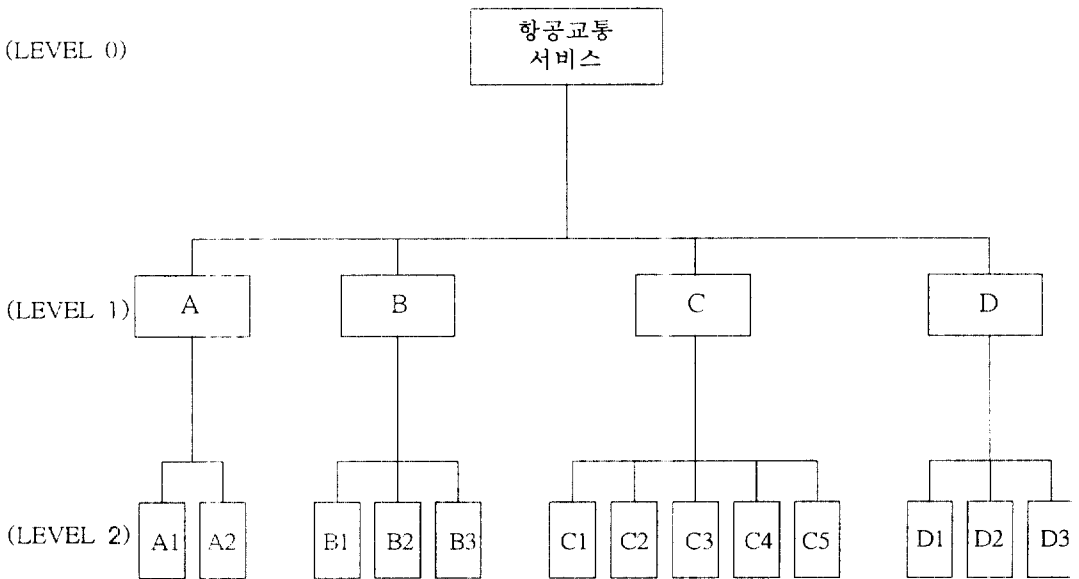 항공교통
서비스
(LEVEL 0)
(LEVEL 1)
A
B
C
D
(LEVEL 2)
A1
A2
B1
B2
B3
C1
C2
C3
C4
C5
D1
D2
D3